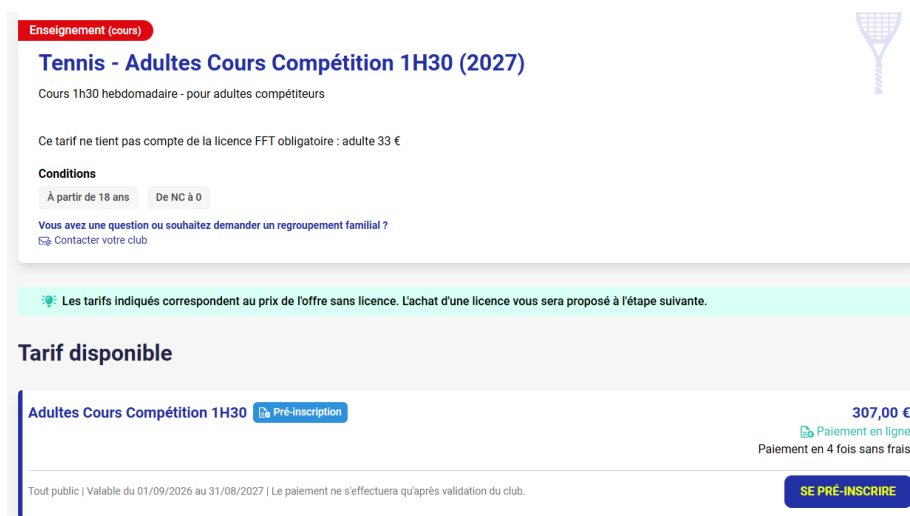 Enseignement (cours)
Tennis - Adultes Cours Compétition 1H30 (2027)
Cours 1h30 hebdomadaire - pour adultes compétiteurs
Ce tarif ne tient pas compte de la licence FFT obligatoire : adulte 33 €
Conditions
À partir de 18 ans De NC à 0
Vous avez une question ou souhaitez demander un regroupement familial ?
Contacter votre club
Les tarifs indiqués correspondent au prix de l'offre sans licence. L'achat d'une licence vous sera proposé à l'étape suivante.
Tarif disponible
Adultes Cours Compétition 1H30 Pré-inscription 307,00 €
Paiement en ligne
Paiement en 4 fois sans frais
Tout public | Valable du 01/09/2026 au 31/08/2027 | Le paiement ne s'effectuera qu'après validation du club.
SE PRÉ-INSCRIRE